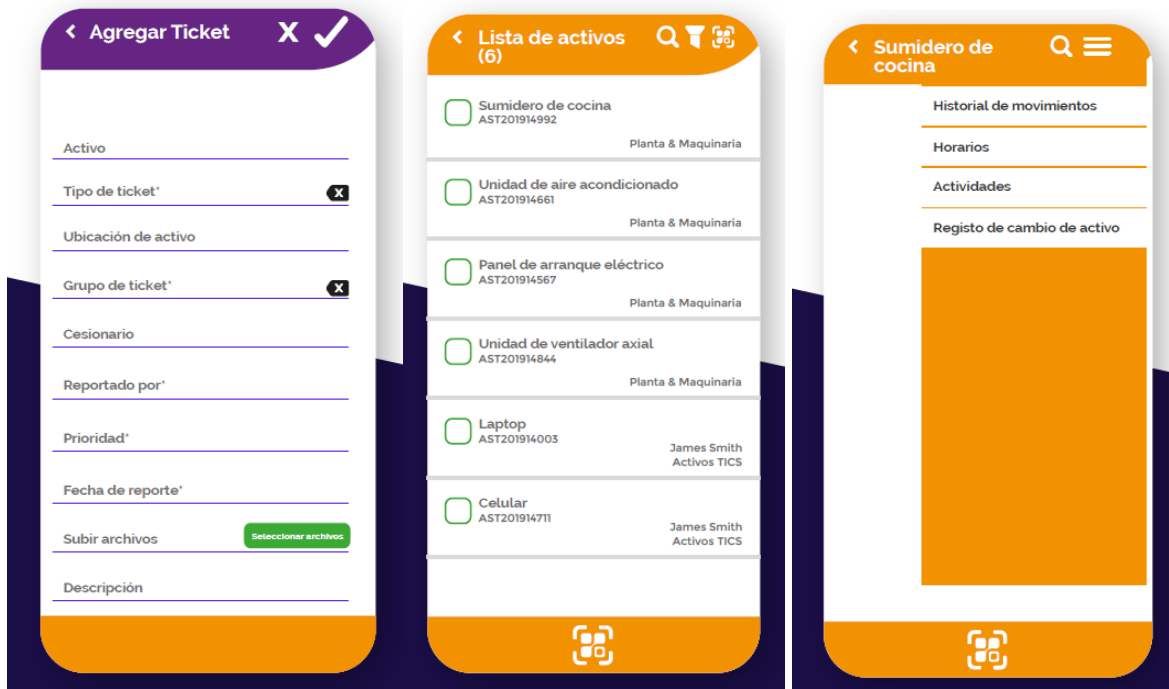 Agregar Ticket X
Activo
Tipo de ticket*
X
Ubicación de activo
Grupo de ticket*
X
Cesionario
Reportado por*
Prioridad*
Fecha de reporte*
Subir archivos
Seleccionar archivos
Descripción
Lista de activos
(6)
Sumidero de cocina
AST201914992
Planta & Maquinaria
Unidad de aire acondicionado
AST201914661
Planta & Maquinaria
Panel de arranque eléctrico
AST201914567
Planta & Maquinaria
Unidad de ventilador axial
AST201914844
Planta & Maquinaria
Laptop
AST201914003
James Smith
Activos TICS
Celular
AST201914711
James Smith
Activos TICS
Sumidero de
cocina
Historial de movimientos
Horarios
Actividades
Registo de cambio de activo